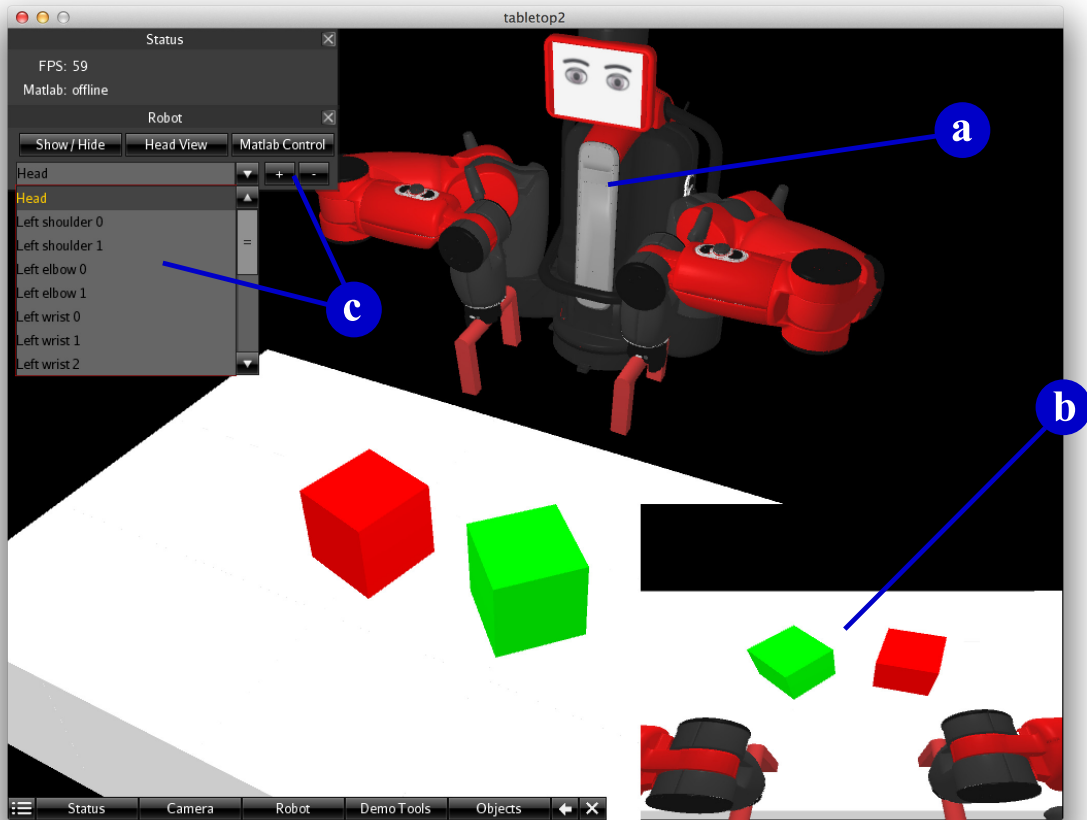 tabletop2
Status
FPS: 59
Matlab: offline
Robot
Show / Hide Head View Matlab Control
Head + -
Head
Left shoulder 0
Left shoulder 1
Left elbow 0
Left elbow 1
Left wrist 0
Left wrist 1
Left wrist 2
a
b
c
Status Camera Robot Demo Tools Objects